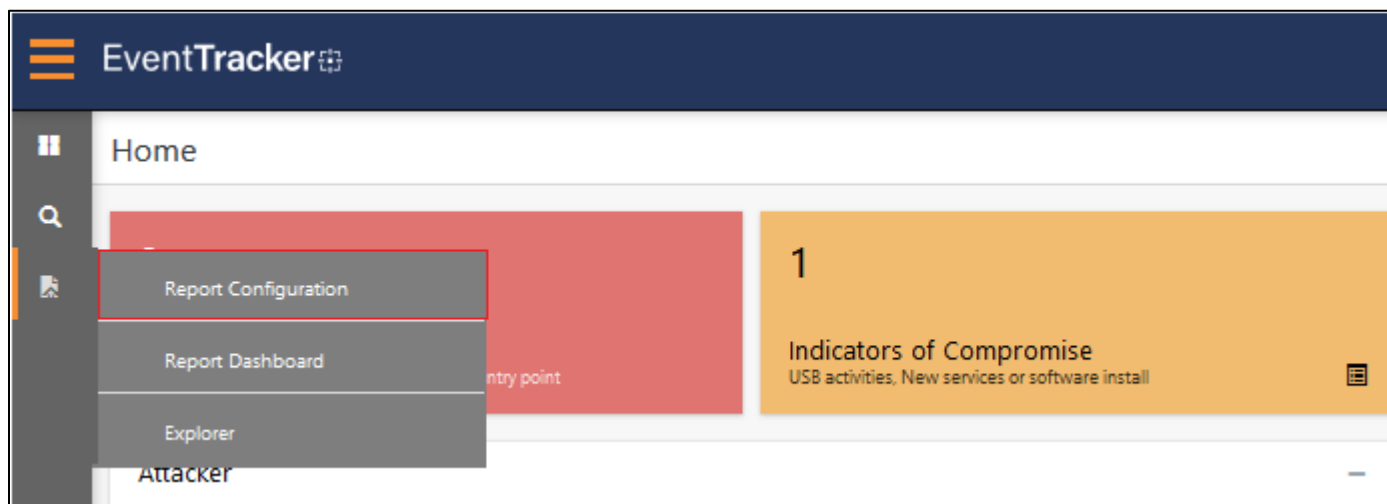 EventTracker
Home
Report Configuration
Report Dashboard
Explorer
entry point
1
Indicators of Compromise
USB activities, New services or software install
Attacker